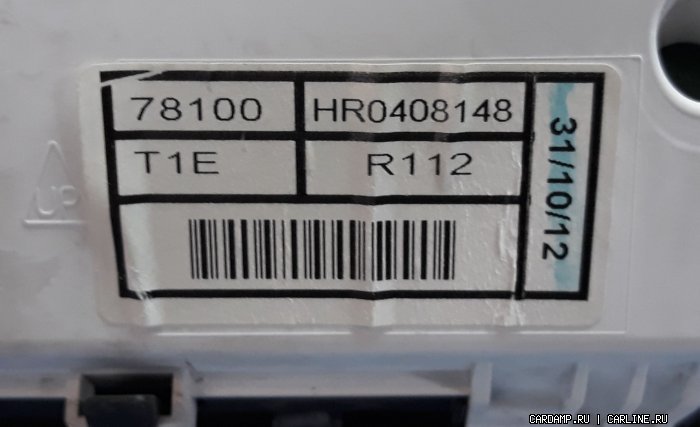 78100 HR0408148
T1E R112
31/10/12
UP
CARDAMP.RU | CARLINE.RU